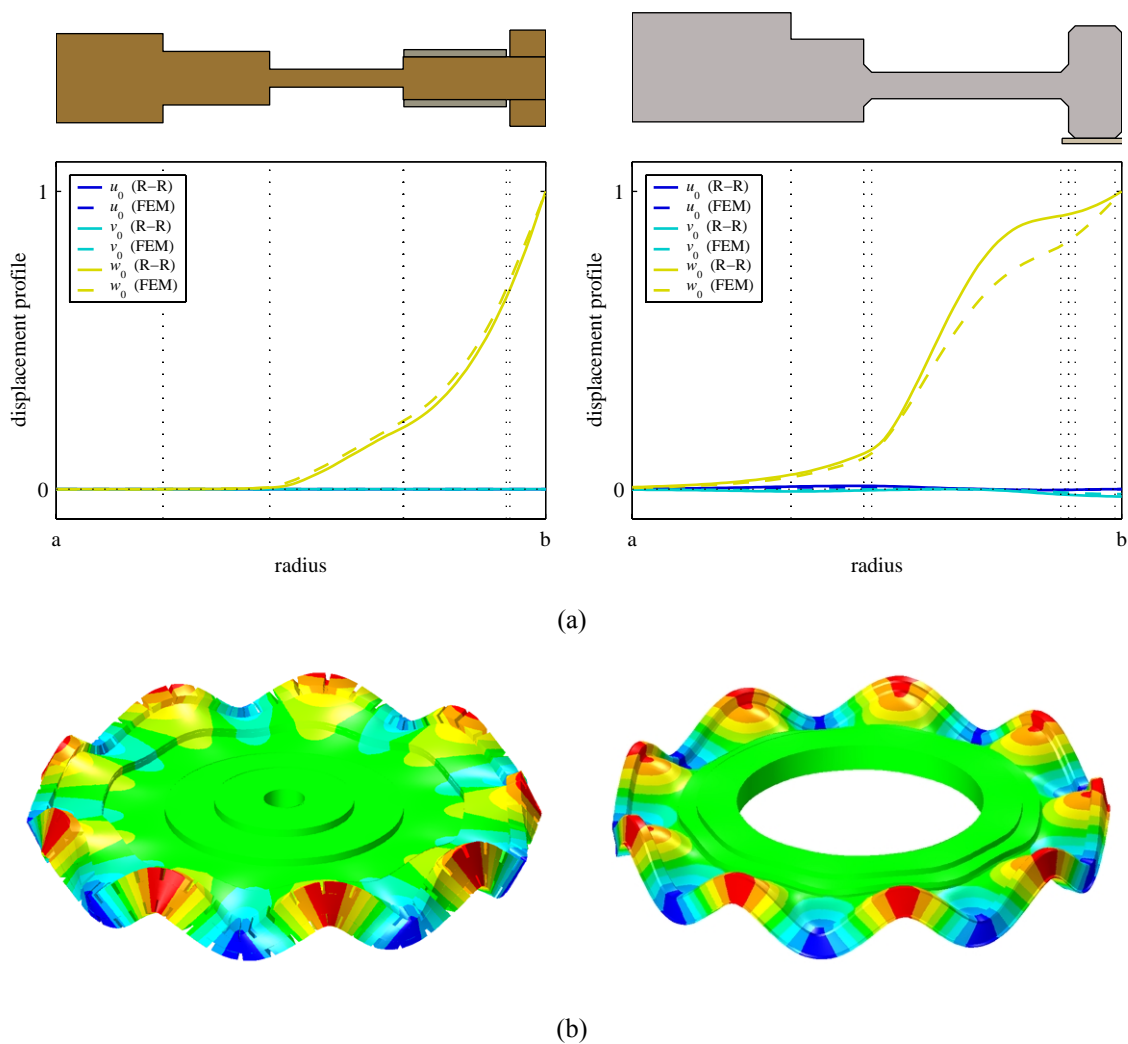 1
0
displacement profile
u0 (R−R)
u0 (FEM)
v0 (R−R)
v0 (FEM)
w0 (R−R)
w0 (FEM)
a
b
radius
1
0
displacement profile
u0 (R−R)
u0 (FEM)
v0 (R−R)
v0 (FEM)
w0 (R−R)
w0 (FEM)
a
b
radius
(a)
(b)